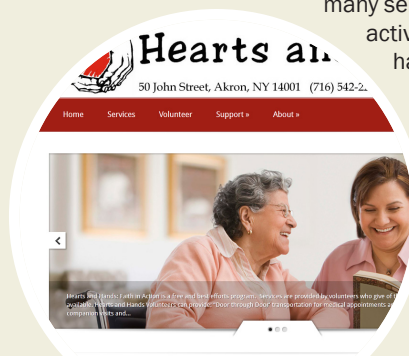 many se
activ
ha
Hearts an
50 John Street, Akron, NY 14001 (716) 542-2
Home Services Volunteer Support » About »
Hearts and Hands: Faith in Action is a free and best efforts program. Services are provided by volunteers who give of t
available. Hearts and Hands Volunteers can provide: "Door through Door" transportation for medical appointments a
companion visits and...